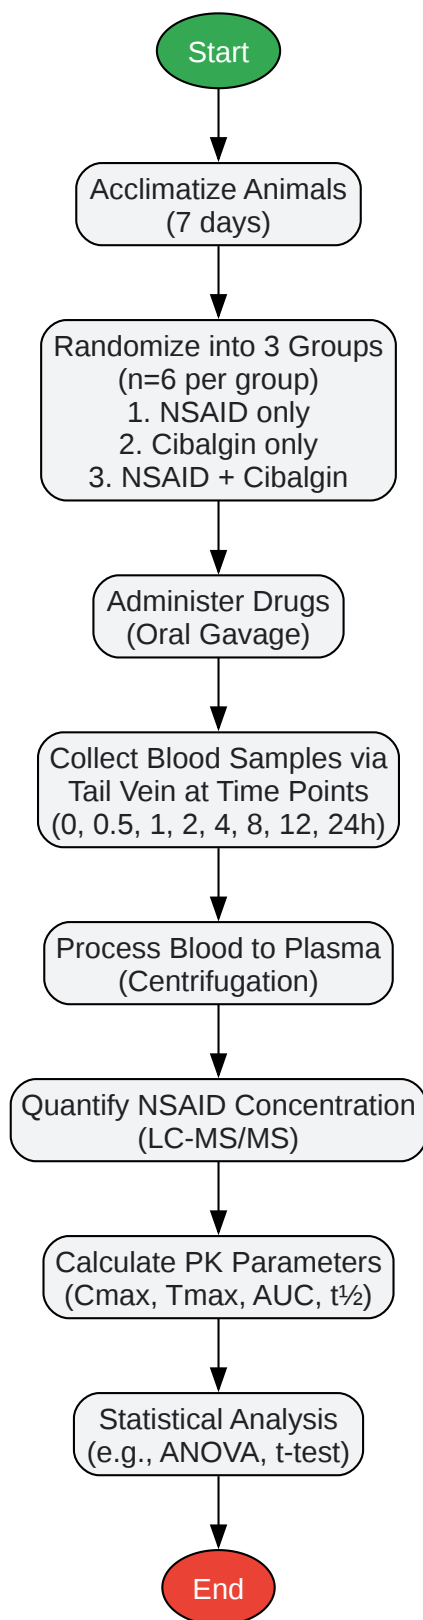 Start
Acclimatize Animals
(7 days)
Randomize into 3 Groups
(n=6 per group)
1. NSAID only
2. Cibalgin only
3. NSAID + Cibalgin
Administer Drugs
(Oral Gavage)
Collect Blood Samples via
Tail Vein at Time Points
(0, 0.5, 1, 2, 4, 8, 12, 24h)
Process Blood to Plasma
(Centrifugation)
Quantify NSAID Concentration
(LC-MS/MS)
Calculate PK Parameters
(Cmax, Tmax, AUC, t½)
Statistical Analysis
(e.g., ANOVA, t-test)
End